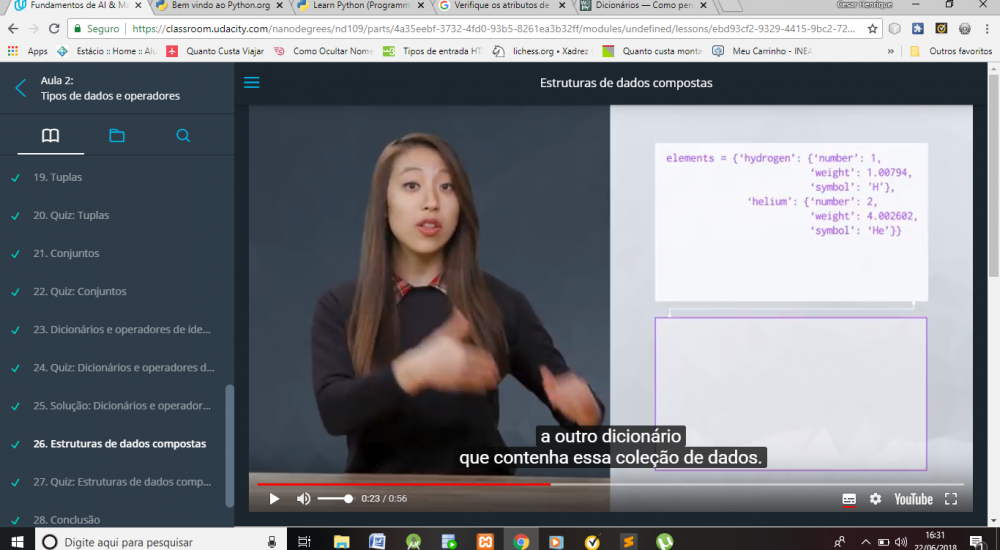 Fundamentos de AI & M
Bem vindo ao Python.org
Learn Python (Programm
Verifique os atributos de
Dicionários — Como pen
Cesar Henrique
Seguro
https://classroom.udacity.com/nanodegrees/nd109/parts/4a35eebf-3732-4fd0-93b5-8261ea3b32ff/modules/undefined/lessons/ebd93cf2-9329-4415-9bc2-72...
Apps
Estácio :: Home :: Alu
Quanto Custa Viajar
Como Ocultar Nome
Tipos de entrada HT
lichess.org • Xadrez
Quanto custa monta
Meu Carrinho - INEA
»
Outros favoritos
Aula 2:
Tipos de dados e operadores
19. Tuplas
20. Quiz: Tuplas
21. Conjuntos
22. Quiz: Conjuntos
23. Dicionários e operadores de ide...
24. Quiz: Dicionários e operadores d...
25. Solução: Dicionários e operador...
26. Estruturas de dados compostas
27. Quiz: Estruturas de dados comp...
28. Conclusão
Estruturas de dados compostas
elements = {‘hydrogen’: {‘number’: 1,
‘weight’: 1.00794,
‘symbol’: ‘H’},
‘helium’: {‘number’: 2,
‘weight’: 4.002602,
‘symbol’: ‘He’}}
a outro dicionário
que contenha essa coleção de dados.
0:23 / 0:56
YouTube
Digite aqui para pesquisar
16:31
22/06/2018